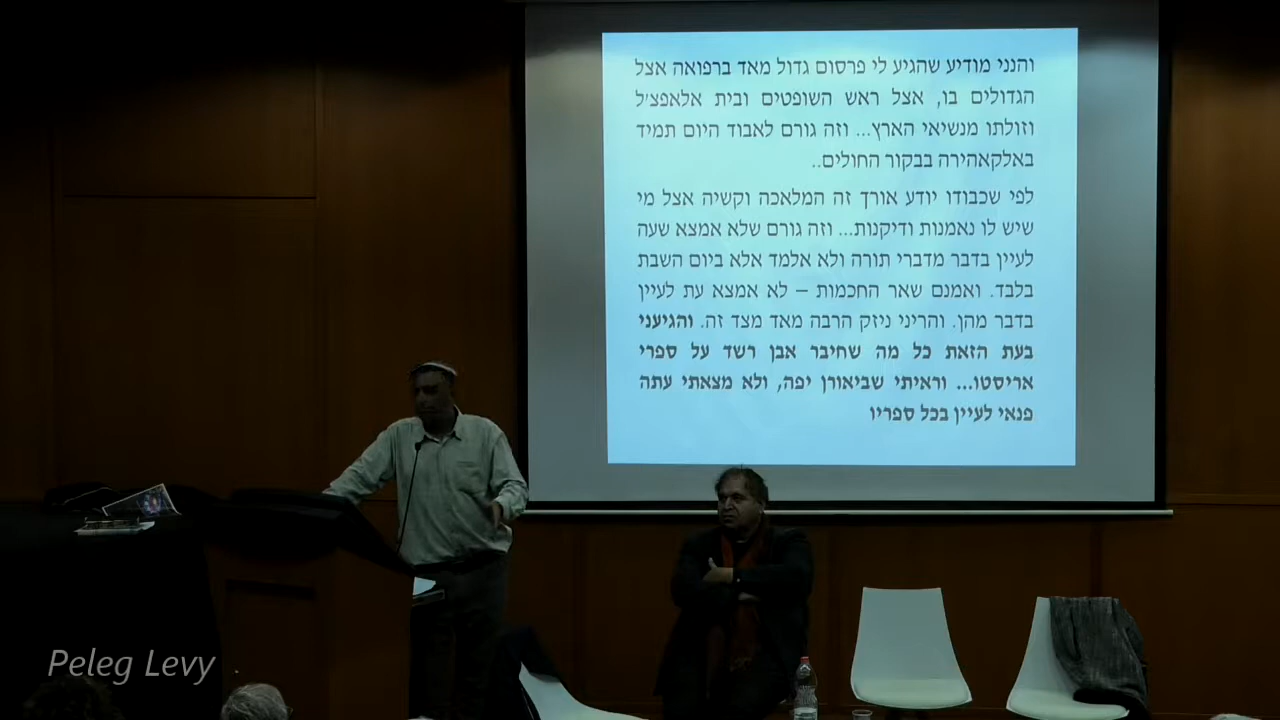 והנני מודיע שהגיע לי פרסום גדול מאד ברפואה אצל
הגדולים בו, אצל ראש השופטים ובית אלאפצ'ל
וזולתו מנשיאי הארץ... וזה גורם לאבוד היום תמיד
באלקאהירה בבקור החולים..
לפי שכבודו יודע אורך זה המלאכה וקשיה אצל מי
שיש לו נאמנות ודיקנות... וזה גורם שלא אמצא שעה
לעיין בדבר מדברי תורה ולא אלמד אלא ביום השבת
בלבד. ואמנם שאר החכמות – לא אמצא עת לעיין
בדבר מהן. והריני ניזק הרבה מאד מצד זה. והגיעני
בעת הזאת כל מה שחיבר אבן רשד על ספרי
אריסטו... וראיתי שביאורן יפה, ולא מצאתי עתה
פנאי לעיין בכל ספריו
Peleg Levy